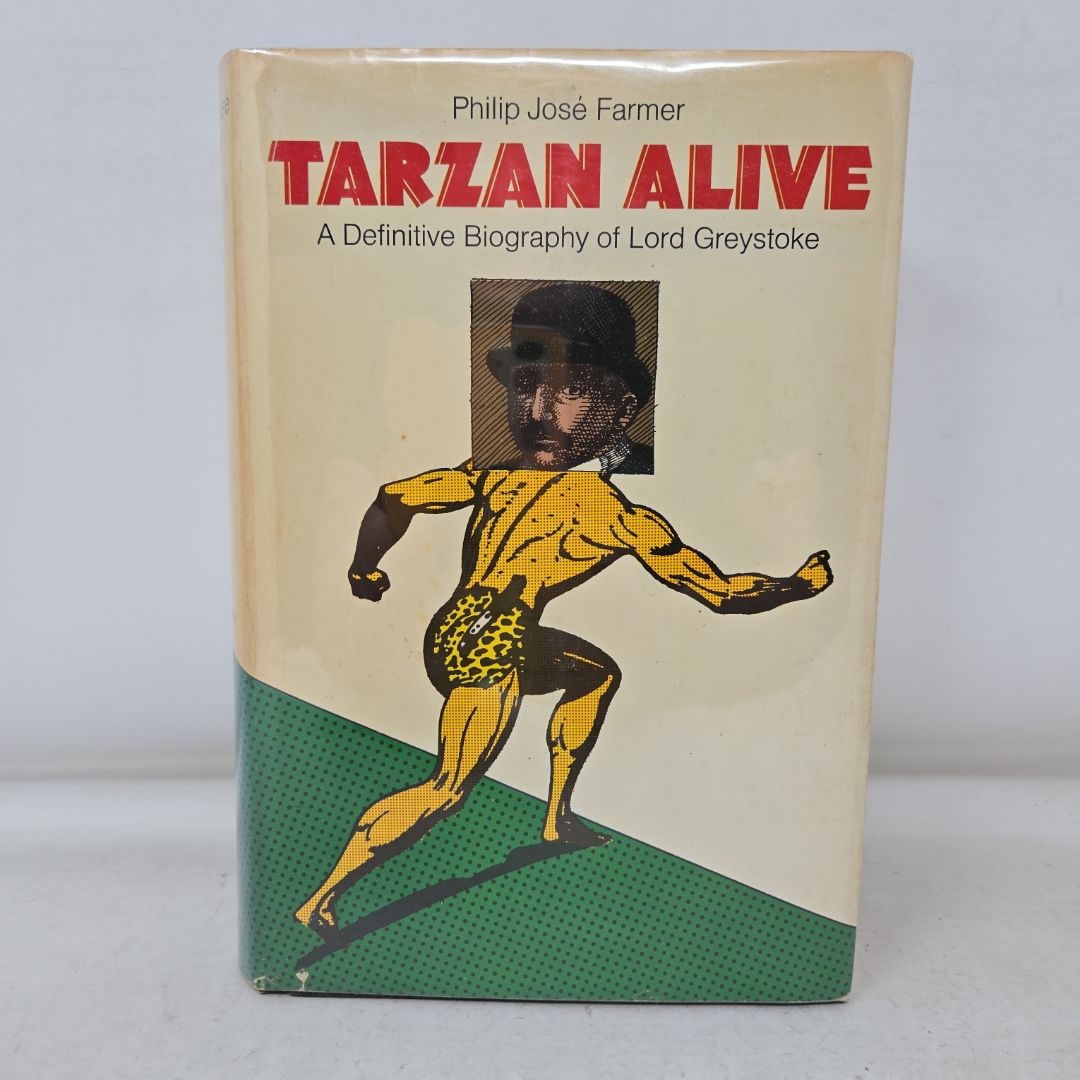 Philip José Farmer
TARZAN ALIVE
A Definitive Biography of Lord Greystoke